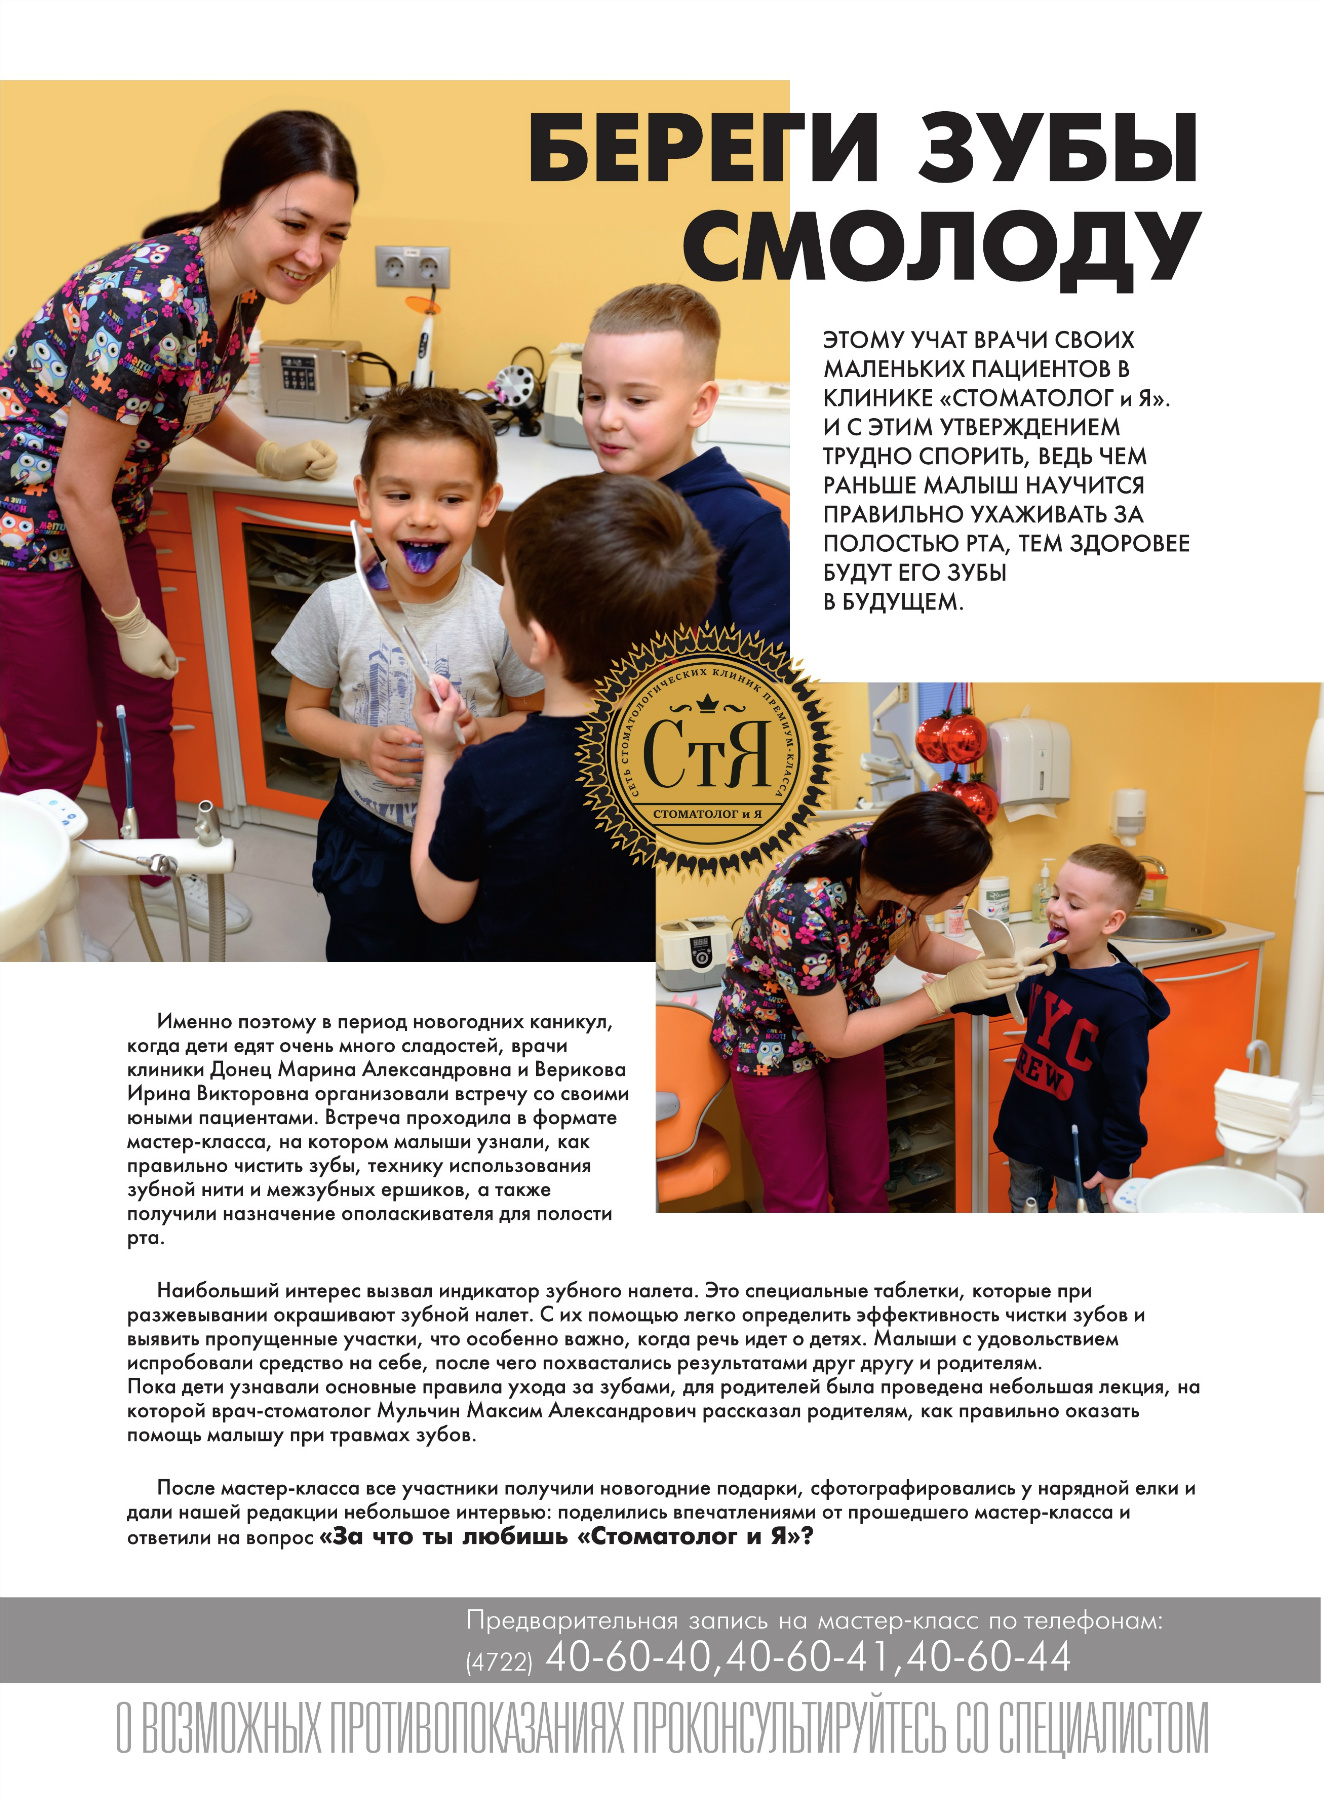 БЕРЕГИ ЗУБЫ
СМОЛОДУ
ЭТОМУ УЧАТ ВРАЧИ СВОИХ
МАЛЕНЬКИХ ПАЦИЕНТОВ В
КЛИНИКЕ «СТОМАТОЛОГ и Я».
И С ЭТИМ УТВЕРЖДЕНИЕМ
ТРУДНО СПОРИТЬ, ВЕДЬ ЧЕМ
РАНЬШЕ МАЛЫШ НАУЧИТСЯ
ПРАВИЛЬНО УХАЖИВАТЬ ЗА
ПОЛОСТЬЮ РТА, ТЕМ ЗДОРОВЕЕ
БУДУТ ЕГО ЗУБЫ
В БУДУЩЕМ.
СЕТЬ СТОМАТОЛОГИЧЕСКИХ КЛИНИК ПРЕМИУМ-КЛАССА
СтЯ
СТОМАТОЛОГ и Я
Именно поэтому в период новогодних каникул,
когда дети едят очень много сладостей, врачи
клиники Донец Марина Александровна и Верикова
Ирина Викторовна организовали встречу со своими
юными пациентами. Встреча проходила в формате
мастер-класса, на котором малыши узнали, как
правильно чистить зубы, технику использования
зубной нити и межзубных ершиков, а также
получили назначение ополаскивателя для полости
рта.
Наибольший интерес вызвал индикатор зубного налета. Это специальные таблетки, которые при
разжевывании окрашивают зубной налет. С их помощью легко определить эффективность чистки зубов и
выявить пропущенные участки, что особенно важно, когда речь идет о детях. Малыши с удовольствием
испробовали средство на себе, после чего похвастались результатами друг другу и родителям.
Пока дети узнавали основные правила ухода за зубами, для родителей была проведена небольшая лекция, на
которой врач-стоматолог Мульчин Максим Александрович рассказал родителям, как правильно оказать
помощь малышу при травмах зубов.
После мастер-класса все участники получили новогодние подарки, сфотографировались у нарядной елки и
дали нашей редакции небольшое интервью: поделились впечатлениями от прошедшего мастер-класса и
ответили на вопрос «За что ты любишь «Стоматолог и Я»?
Предварительная запись на мастер-класс по телефонам:
(4722) 40-60-40,40-60-41,40-60-44
О ВОЗМОЖНЫХ ПРОТИВОПОКАЗАНИЯХ ПРОКОНСУЛЬТИРУЙТЕСЬ СО СПЕЦИАЛИСТОМ